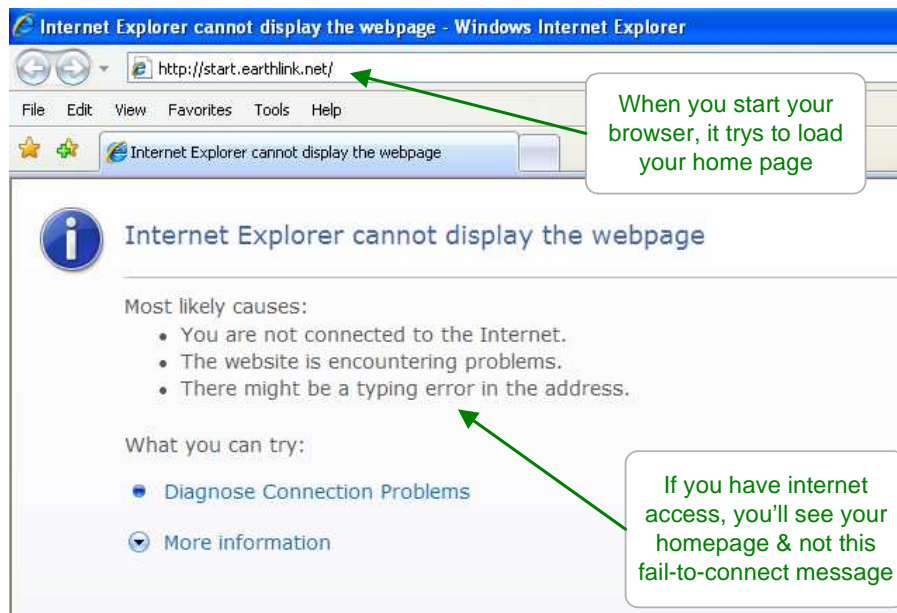 Internet Explorer cannot display the webpage - Windows Internet Explorer
http://start.earthlink.net/
File Edit View Favorites Tools Help
Internet Explorer cannot display the webpage
When you start your
browser, it trys to load
your home page
Internet Explorer cannot display the webpage
Most likely causes:
• You are not connected to the Internet.
• The website is encountering problems.
• There might be a typing error in the address.
What you can try:
Diagnose Connection Problems
More information
If you have internet
access, you'll see your
homepage & not this
fail-to-connect message